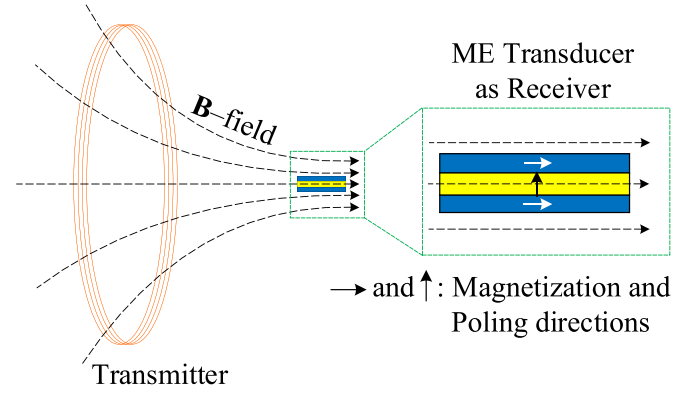 B–field
ME Transducer
as Receiver
→ and ↑: Magnetization and
Poling directions
Transmitter